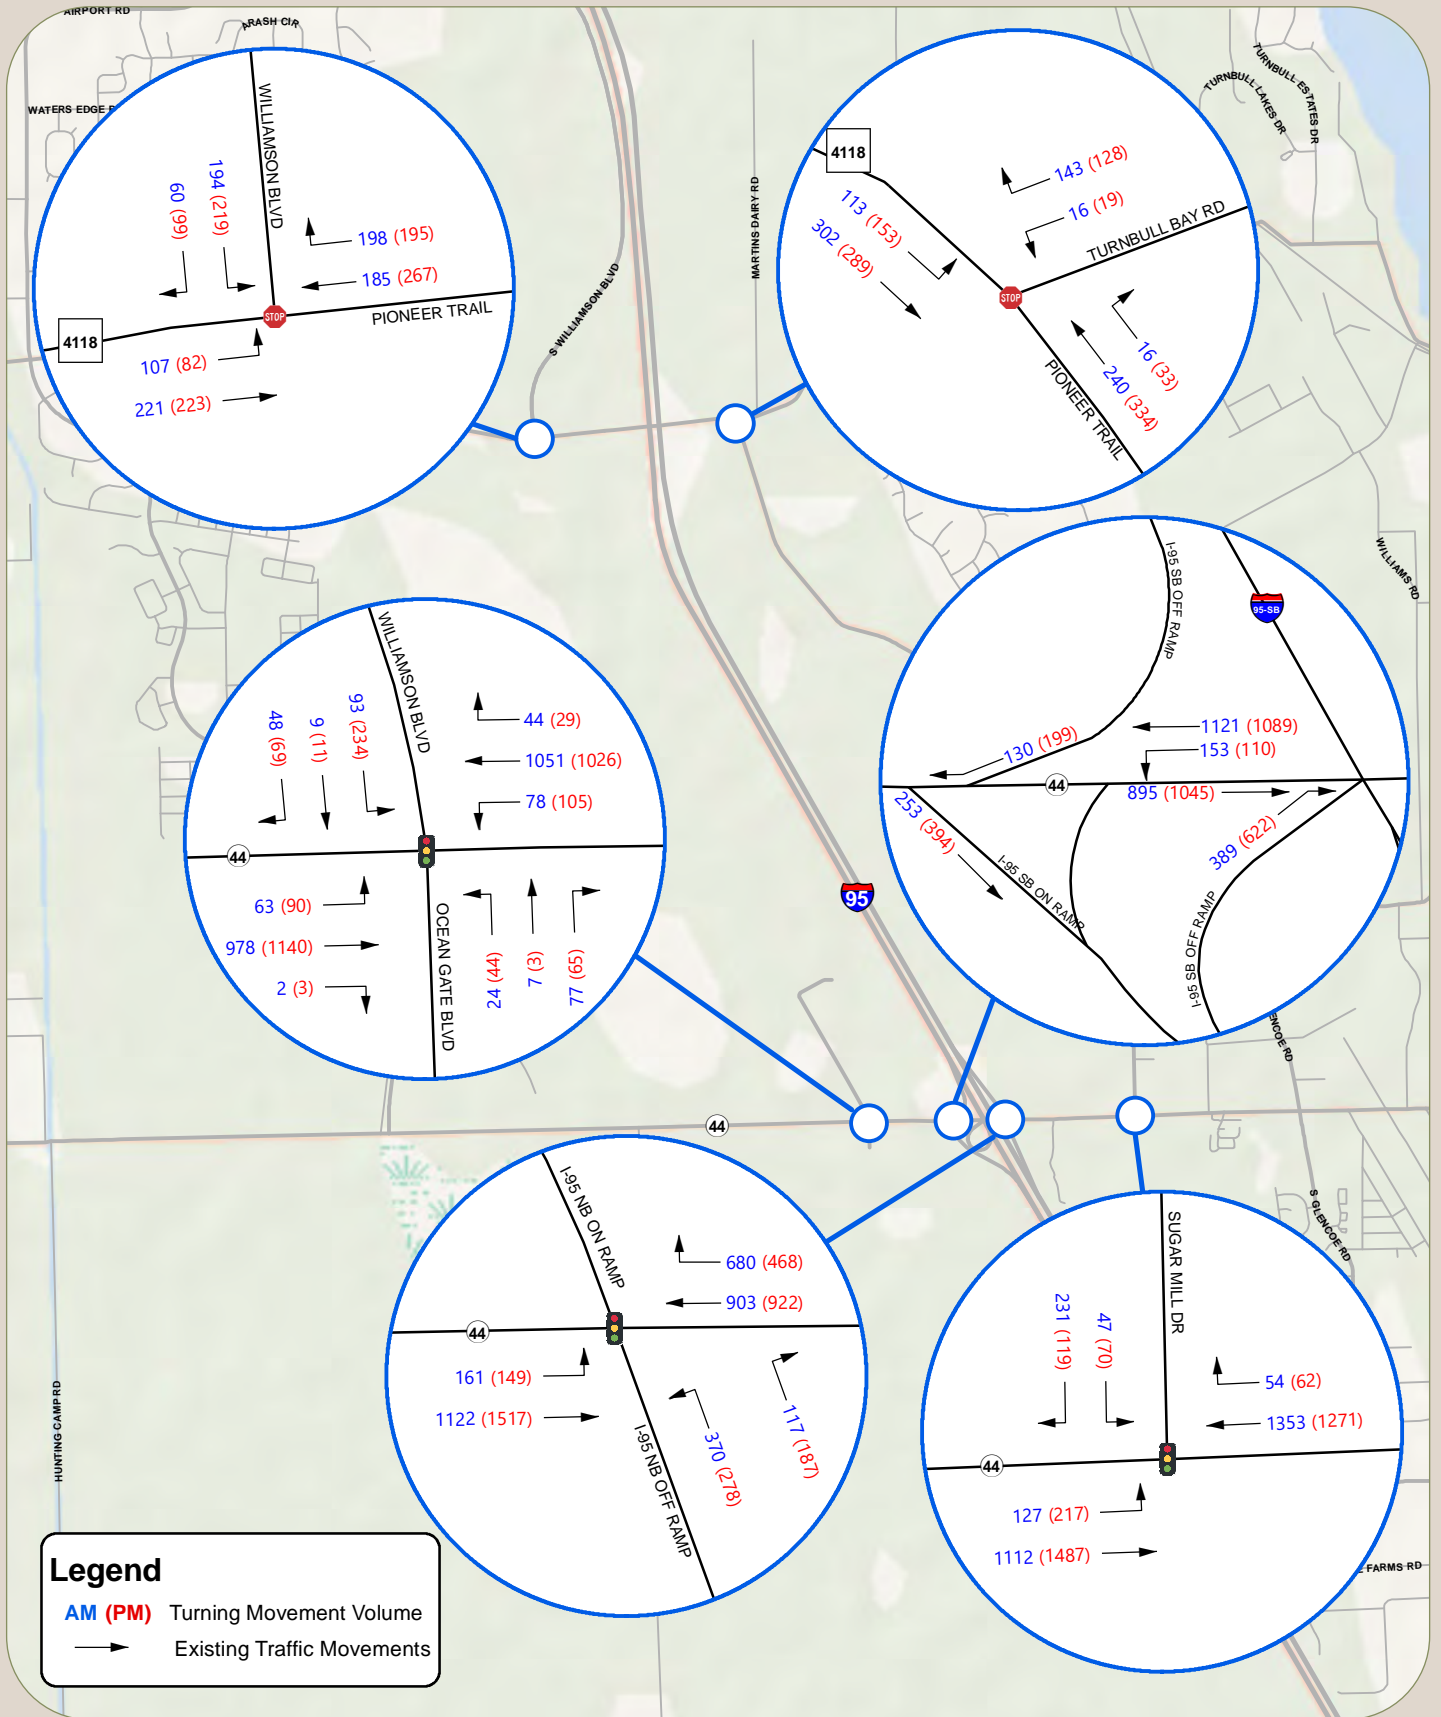 AIRPORT RD
ARASH CIR
WATERS EDGE
WILLIAMSON BLVD
60 (99)
194 (219)
198 (195)
185 (267)
PIONEER TRAIL
STOP
4118
107 (82)
221 (223)
S WILLIAMSON BLVD
MARTINS DAIRY RD
TURNBULL ESTATES DR
TURNBULL LAKES DR
4118
143 (128)
16 (19)
113 (153)
302 (289)
TURNBULL BAY RD
STOP
16 (33)
240 (334)
PIONEER TRAIL
WILLIAMS RD
I-95 SB OFF RAMP
95-SB
1121 (1089)
130 (199)
153 (110)
44
895 (1045)
253 (394)
389 (622)
I-95 SB ON RAMP
I-95 SB OFF RAMP
WILLIAMSON BLVD
48 (69)
9 (11)
93 (234)
44 (29)
1051 (1026)
78 (105)
44
63 (90)
978 (1140)
2 (3)
OCEAN GATE BLVD
24 (44)
7 (3)
77 (65)
95
ENCOE RD
44
S GLENCOE RD
I-95 NB ON RAMP
680 (468)
903 (922)
44
161 (149)
1122 (1517)
370 (278)
117 (187)
I-95 NB OFF RAMP
SUGAR MILL DR
231 (119)
47 (70)
54 (62)
1353 (1271)
44
127 (217)
1112 (1487)
HUNTING CAMP RD
FARMS RD
Legend
AM (PM) Turning Movement Volume
Existing Traffic Movements